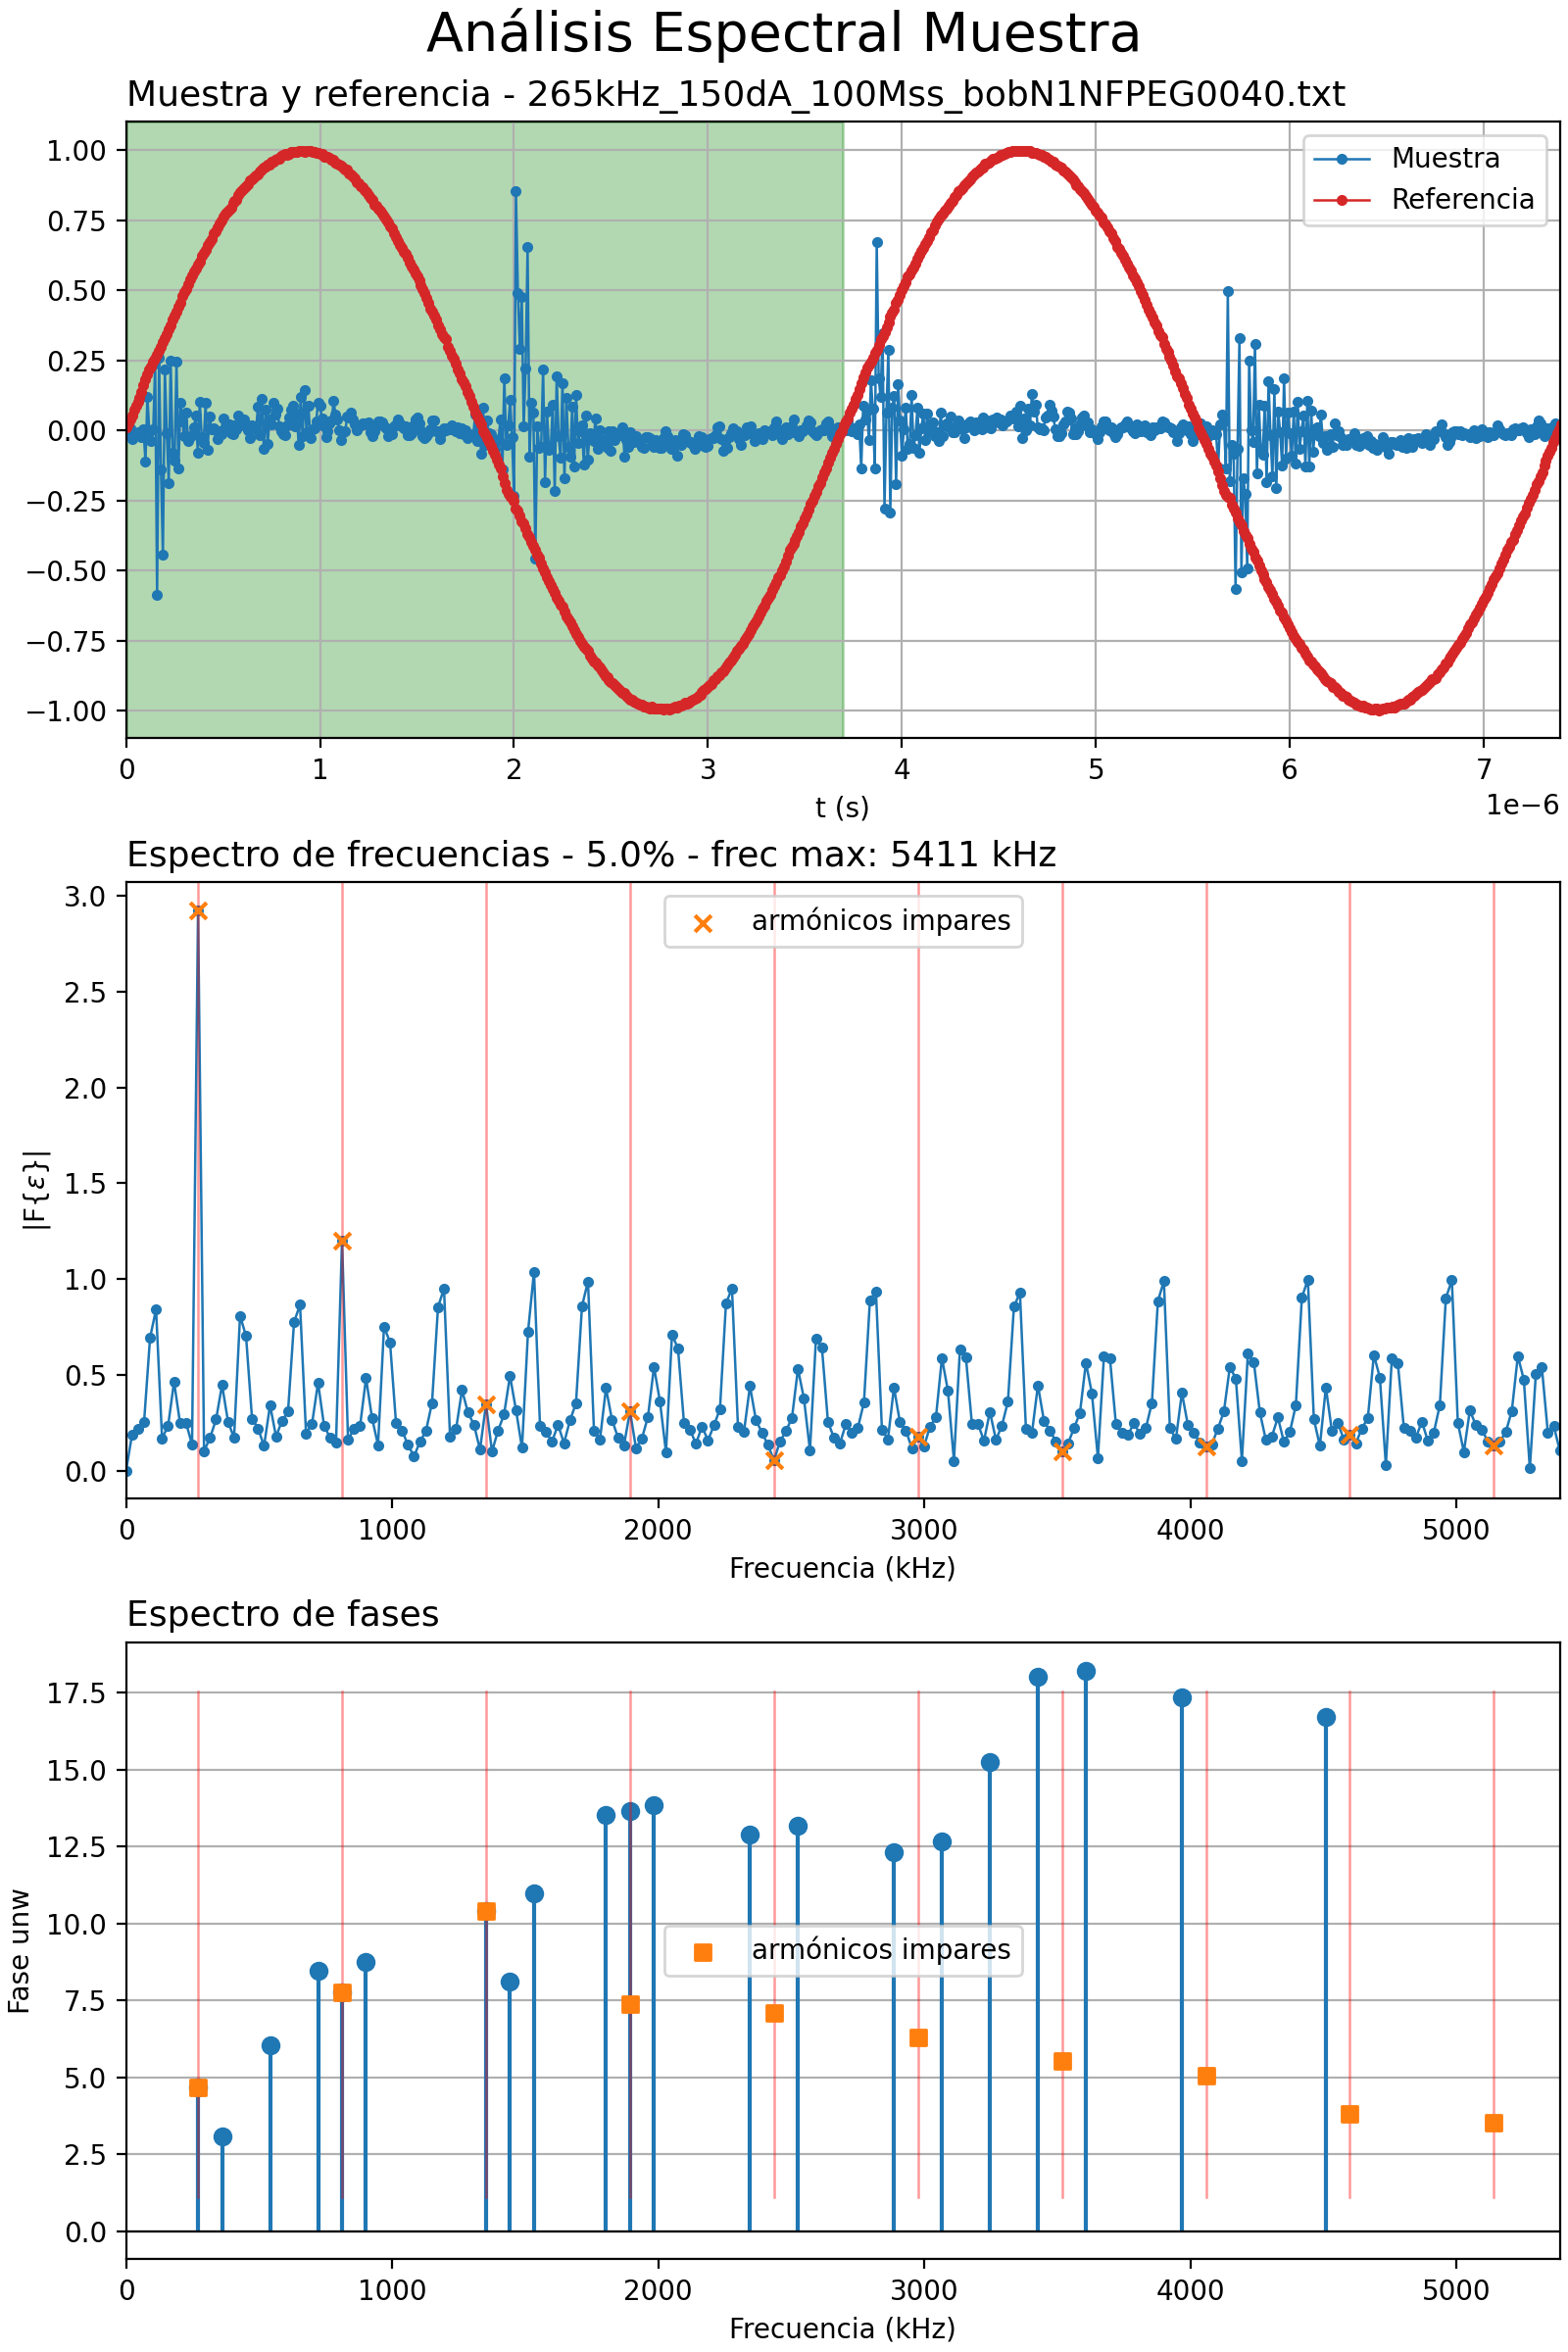 Análisis Espectral Muestra
Muestra y referencia - 265kHz_150dA_100Mss_bobN1NFPEG0040.txt
1.00
0.75
0.50
0.25
0.00
−0.25
−0.50
−0.75
−1.00
Muestra
Referencia
0 1 2 3 4 5 6 7
1e−6
t (s)
Espectro de frecuencias - 5.0% - frec max: 5411 kHz
3.0
2.5
2.0
1.5
1.0
0.5
0.0
|F{ε}|
armónicos impares
0 1000 2000 3000 4000 5000
Frecuencia (kHz)
Espectro de fases
17.5
15.0
12.5
10.0
7.5
5.0
2.5
0.0
Fase unw
armónicos impares
0 1000 2000 3000 4000 5000
Frecuencia (kHz)